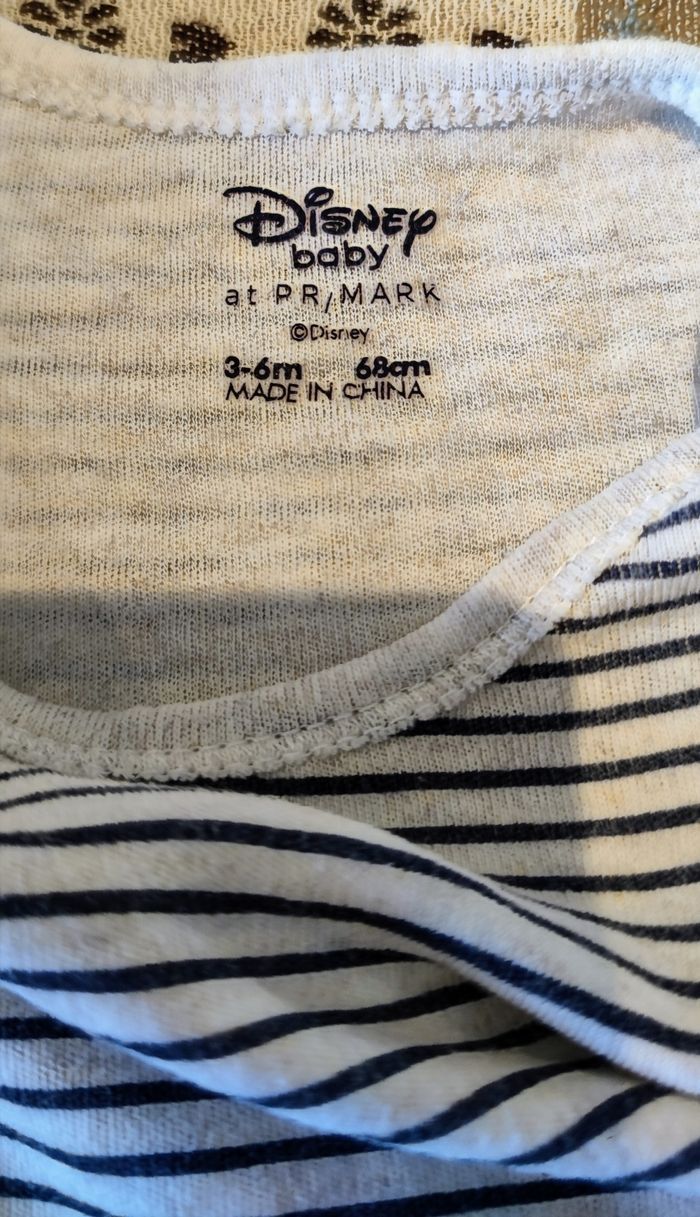 Disney
baby
at PRIMARK
©Disney
3-6m 68cm
MADE IN CHINA